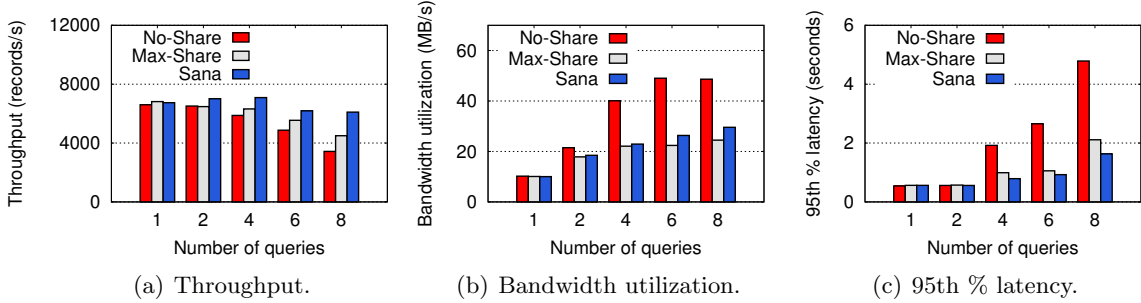 Throughput (records/s)
12000
8000
4000
0
No-Share
Max-Share
Sana
1 2 4 6 8
Number of queries
(a) Throughput.
Bandwidth utilization (MB/s)
60
40
20
0
No-Share
Max-Share
Sana
1 2 4 6 8
Number of queries
(b) Bandwidth utilization.
95th % latency (seconds)
6
4
2
0
No-Share
Max-Share
Sana
1 2 4 6 8
Number of queries
(c) 95th % latency.